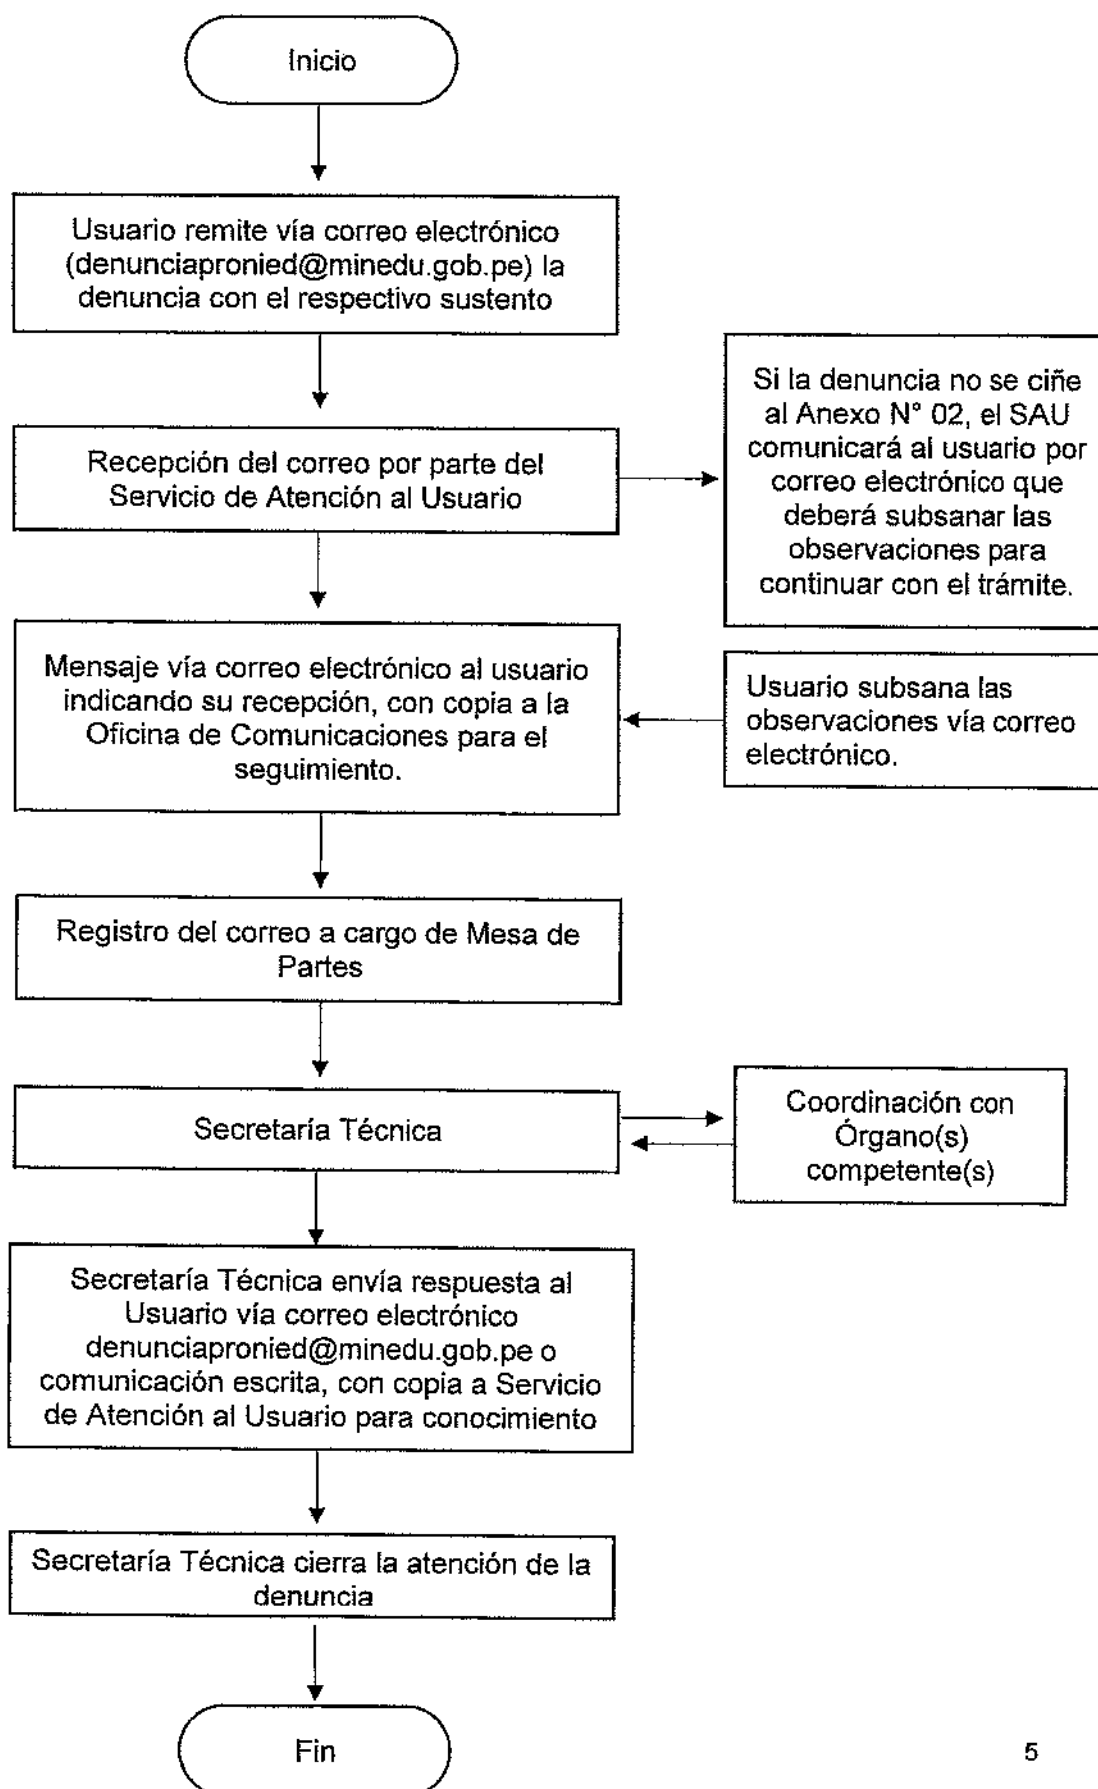 Inicio
Usuario remite vía correo electrónico
(denunciapronied@minedu.gob.pe) la
denuncia con el respectivo sustento
Recepción del correo por parte del
Servicio de Atención al Usuario
Si la denuncia no se ciñe
al Anexo N° 02, el SAU
comunicará al usuario por
correo electrónico que
deberá subsanar las
observaciones para
continuar con el trámite.
Mensaje vía correo electrónico al usuario
indicando su recepción, con copia a la
Oficina de Comunicaciones para el
seguimiento.
Usuario subsana las
observaciones vía correo
electrónico.
Registro del correo a cargo de Mesa de
Partes
Secretaría Técnica
Coordinación con
Órgano(s)
competente(s)
Secretaría Técnica envía respuesta al
Usuario vía correo electrónico
denunciapronied@minedu.gob.pe o
comunicación escrita, con copia a Servicio
de Atención al Usuario para conocimiento
Secretaría Técnica cierra la atención de la
denuncia
Fin
5